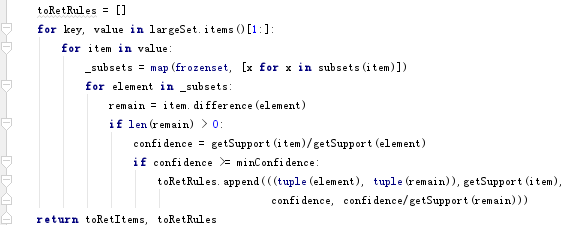 toRetRules = []
for key, value in largeSet.items()[1:]:
for item in value:
_subsets = map(frozenset, [x for x in subsets(item)])
for element in _subsets:
remain = item.difference(element)
if len(remain) > 0:
confidence = getSupport(item)/getSupport(element)
if confidence >= minConfidence:
toRetRules.append(((tuple(element), tuple(remain)), getSupport(item),
confidence, confidence/getSupport(remain)))
return toRetItems, toRetRules